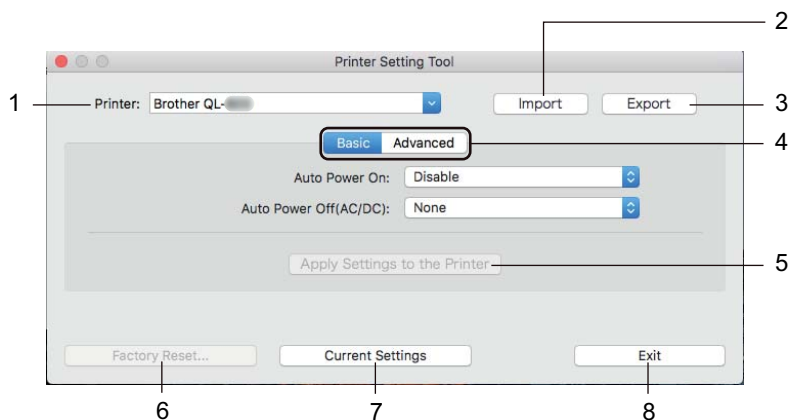 2
Printer Setting Tool
1 Printer: Brother QL- Import Export 3
Basic Advanced 4
Auto Power On: Disable
Auto Power Off(AC/DC): None
Apply Settings to the Printer 5
Factory Reset... Current Settings Exit
6 7 8